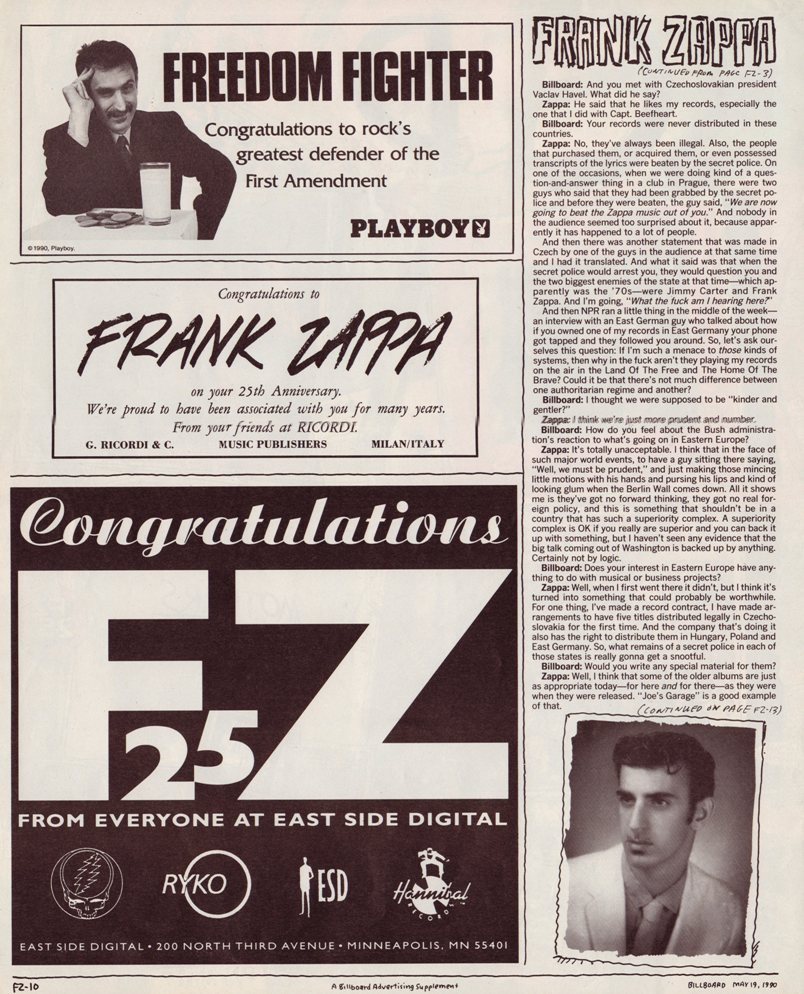 FREEDOM FIGHTER
Congratulations to rock's
greatest defender of the
First Amendment
PLAYBOY
© 1990, Playboy.
Congratulations to
FRANK ZAPPA
on your 25th Anniversary.
We're proud to have been associated with you for many years.
From your friends at RICORDI.
G. RICORDI & C. MUSIC PUBLISHERS MILAN/ITALY
Congratulations
FZ
25
FROM EVERYONE AT EAST SIDE DIGITAL
RYKO
ESD
Hannibal
RECORDS
EAST SIDE DIGITAL • 200 NORTH THIRD AVENUE • MINNEAPOLIS, MN 55401
FRANK ZAPPA
(CONTINUED FROM PAGE FZ-3)
Billboard: And you met with Czechoslovakian president
Vaclav Havel. What did he say?
Zappa: He said that he likes my records, especially the
one that I did with Capt. Beefheart.
Billboard: Your records were never distributed in these
countries.
Zappa: No, they've always been illegal. Also, the people
that purchased them, or acquired them, or even possessed
transcripts of the lyrics were beaten by the secret police. On
one of the occasions, when we were doing kind of a ques-
tion-and-answer thing in a club in Prague, there were two
guys who said that they had been grabbed by the secret po-
lice and before they were beaten, the guy said, "We are now
going to beat the Zappa music out of you." And nobody in
the audience seemed too surprised about it, because appar-
ently it has happened to a lot of people.
And then there was another statement that was made in
Czech by one of the guys in the audience at that same time
and I had it translated. And what it said was that when the
secret police would arrest you, they would question you and
the two biggest enemies of the state at that time—which ap-
parently was the '70s—were Jimmy Carter and Frank
Zappa. And I'm going, "What the fuck am I hearing here?"
And then NPR ran a little thing in the middle of the week—
an interview with an East German guy who talked about how
if you owned one of my records in East Germany your phone
got tapped and they followed you around. So, let's ask our-
selves this question: If I'm such a menace to those kinds of
systems, then why in the fuck aren't they playing my records
on the air in the Land Of The Free and The Home Of The
Brave? Could it be that there's not much difference between
one authoritarian regime and another?
Billboard: I thought we were supposed to be "kinder and
gentler?"
Zappa: I think we're just more prudent and number.
Billboard: How do you feel about the Bush administra-
tion's reaction to what's going on in Eastern Europe?
Zappa: It's totally unacceptable. I think that in the face of
such major world events, to have a guy sitting there saying,
"Well, we must be prudent," and just making those mincing
little motions with his hands and pursing his lips and kind of
looking glum when the Berlin Wall comes down. All it shows
me is they've got no forward thinking, they got no real for-
eign policy, and this is something that shouldn't be in a
country that has such a superiority complex. A superiority
complex is OK if you really are superior and you can back it
up with something, but I haven't seen any evidence that the
big talk coming out of Washington is backed up by anything.
Certainly not by logic.
Billboard: Does your interest in Eastern Europe have any-
thing to do with musical or business projects?
Zappa: Well, when I first went there it didn't, but I think it's
turned into something that could probably be worthwhile.
For one thing, I've made a record contract, I have made ar-
rangements to have five titles distributed legally in Czecho-
slovakia for the first time. And the company that's doing it
also has the right to distribute them in Hungary, Poland and
East Germany. So, what remains of a secret police in each of
those states is really gonna get a snootful.
Billboard: Would you write any special material for them?
Zappa: Well, I think that some of the older albums are just
as appropriate today—for here and for there—as they were
when they were released. "Joe's Garage" is a good example
of that.
(CONTINUED ON PAGE FZ-13)
FZ-10
A Billboard Advertising Supplement
BILLBOARD MAY 19, 1990